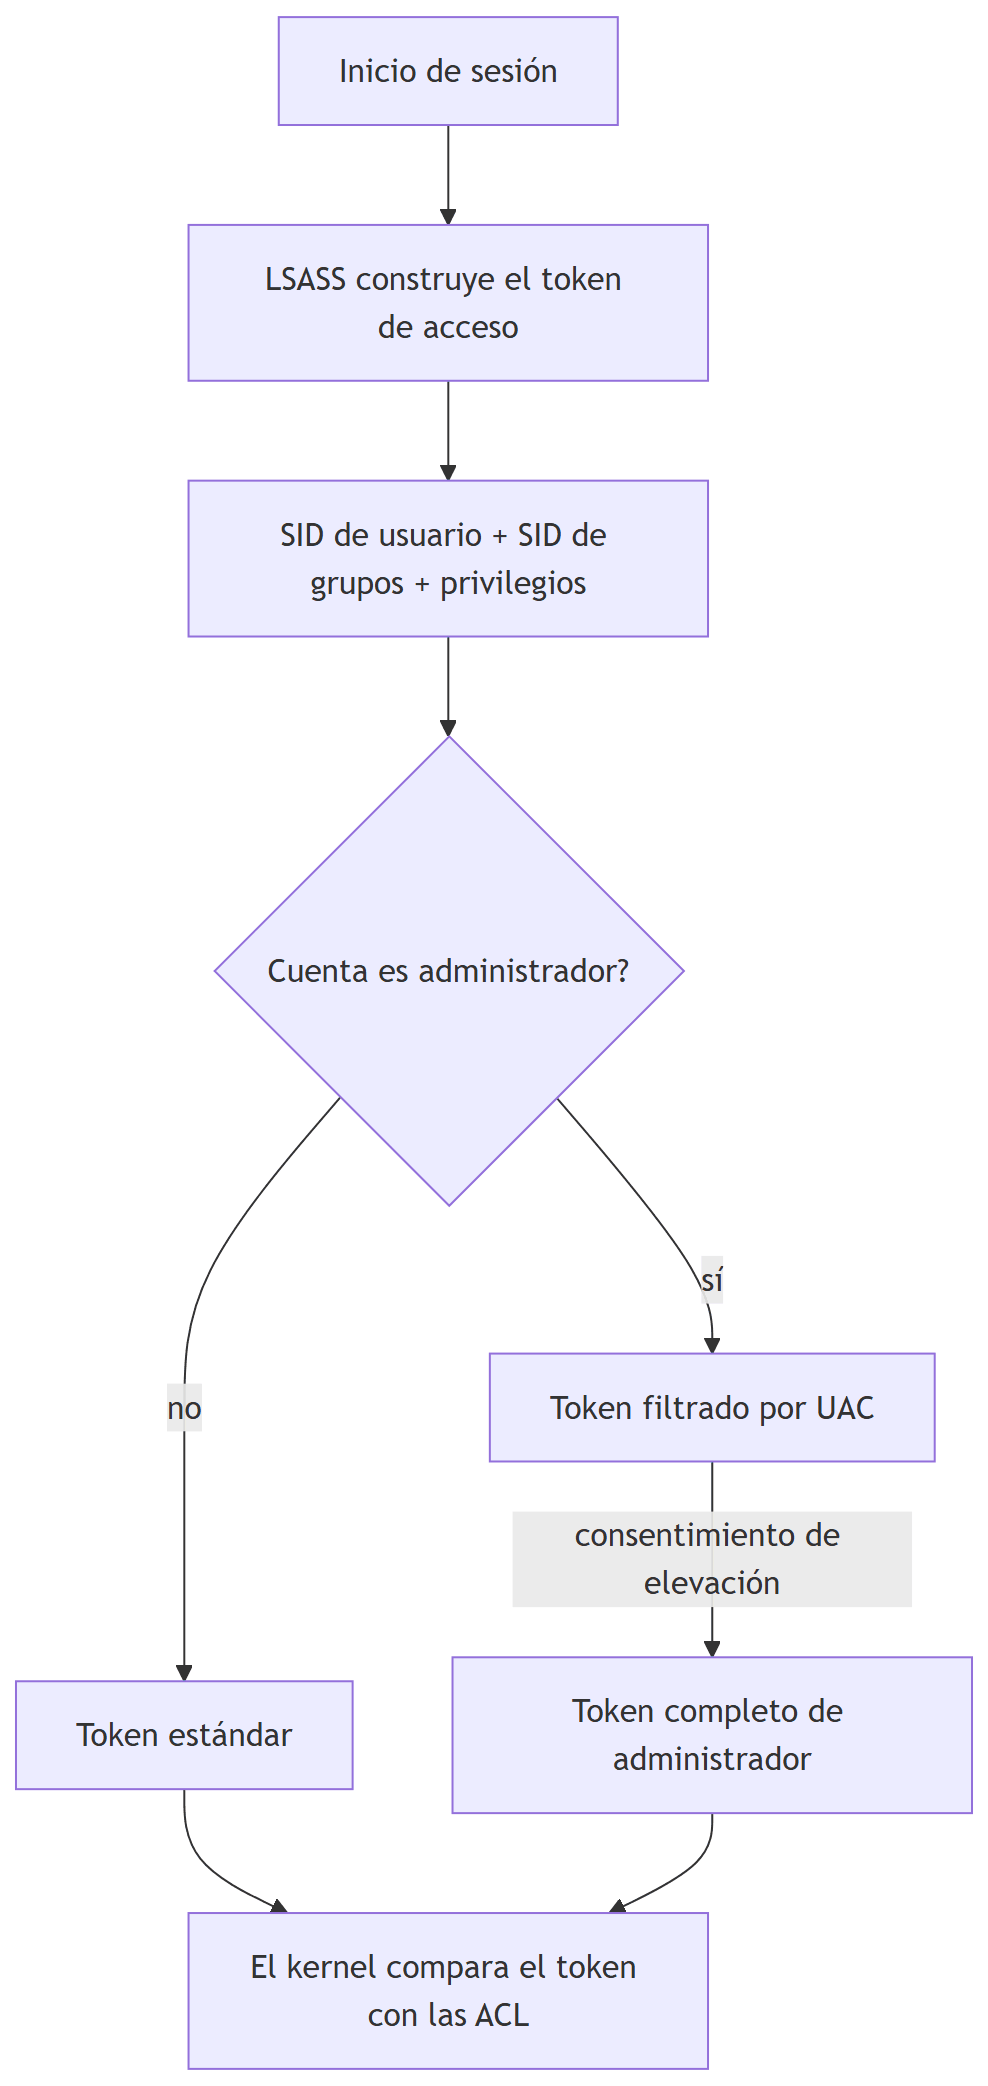 Inicio de sesión
LSASS construye el token
de acceso
SID de usuario + SID de
grupos + privilegios
Cuenta es administrador?
sí
no
Token filtrado por UAC
consentimiento de
elevación
Token estándar
Token completo de
administrador
El kernel compara el token
con las ACL